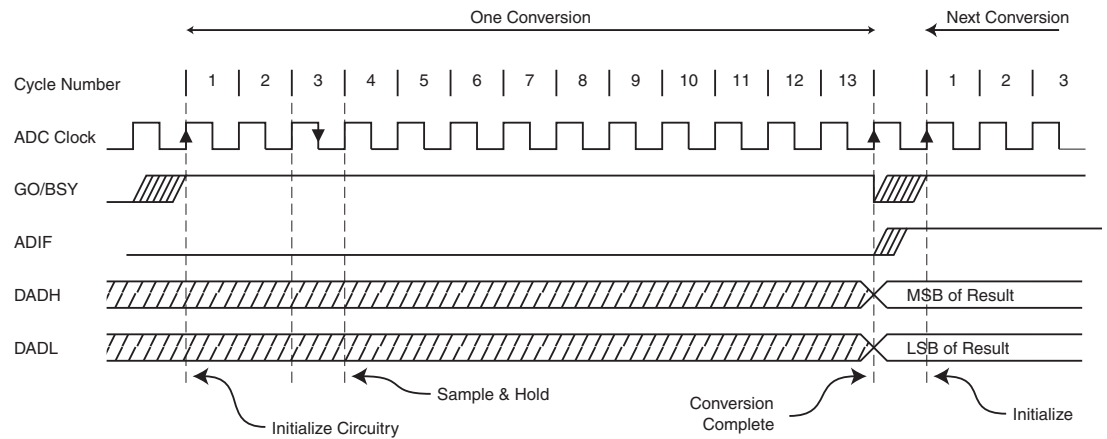 One Conversion
Next Conversion
Cycle Number 1 2 3 4 5 6 7 8 9 10 11 12 13 1 2 3
ADC Clock
GO/BSY
ADIF
DADH
MSB of Result
DADL
LSB of Result
Sample & Hold
Initialize Circuitry
Conversion
Complete
Initialize